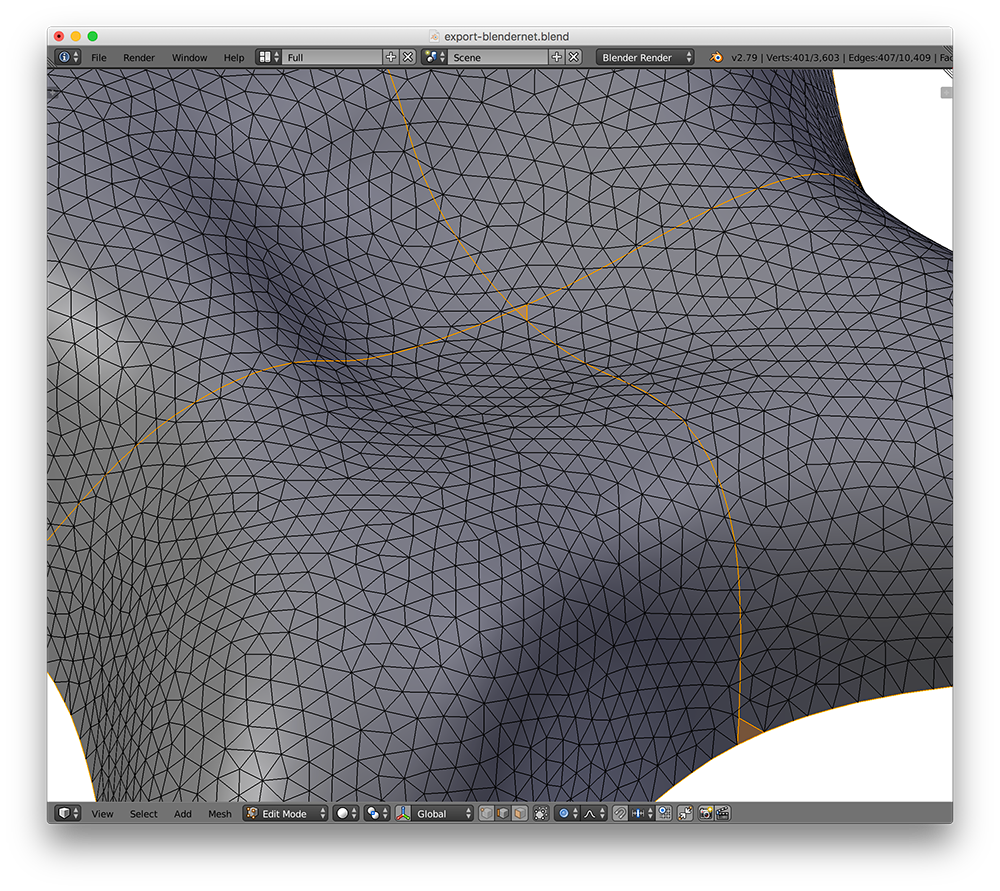 export-blendernet.blend
File Render Window Help Full Scene Blender Render v2.79 | Verts:401/3,603 | Edges:407/10,409 | Fac
View Select Add Mesh Edit Mode Global